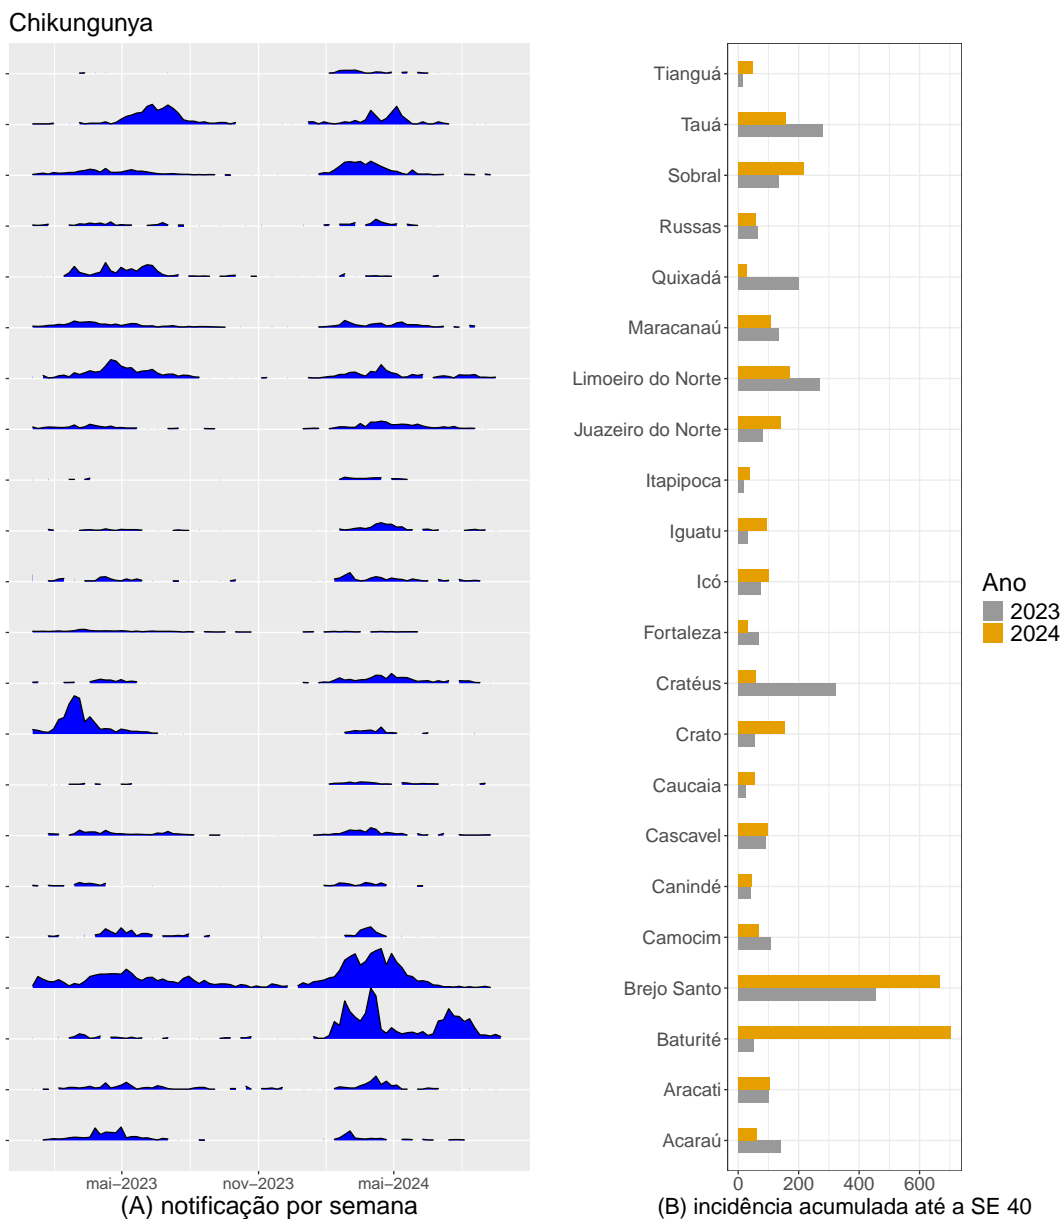 Chikungunya
Tianguá
Tauá
Sobral
Russas
Quixadá
Maracanaú
Limoeiro do Norte
Juazeiro do Norte
Itapipoca
Iguatu
Icó
Fortaleza
Cratéus
Crato
Caucaia
Cascavel
Canindé
Camocim
Brejo Santo
Baturité
Aracati
Acaraú
Ano
2023
2024
mai–2023 nov–2023 mai–2024
(A) notificação por semana
0 200 400 600
(B) incidência acumulada até a SE 40